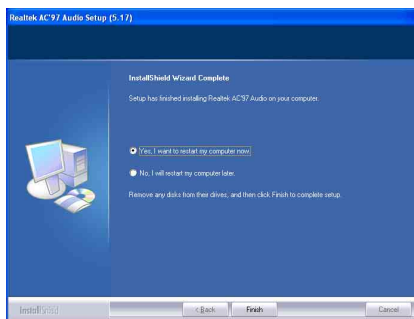 Realtek AC'97 Audio Setup (5.17)
InstallShield Wizard Complete
Setup has finished installing Realtek AC'97 Audio on your computer.
Yes, I want to restart my computer now.
No, I will restart my computer later.
Remove any disks from their drives, and then click Finish to complete setup.
InstallShield
< Back Finish Cancel